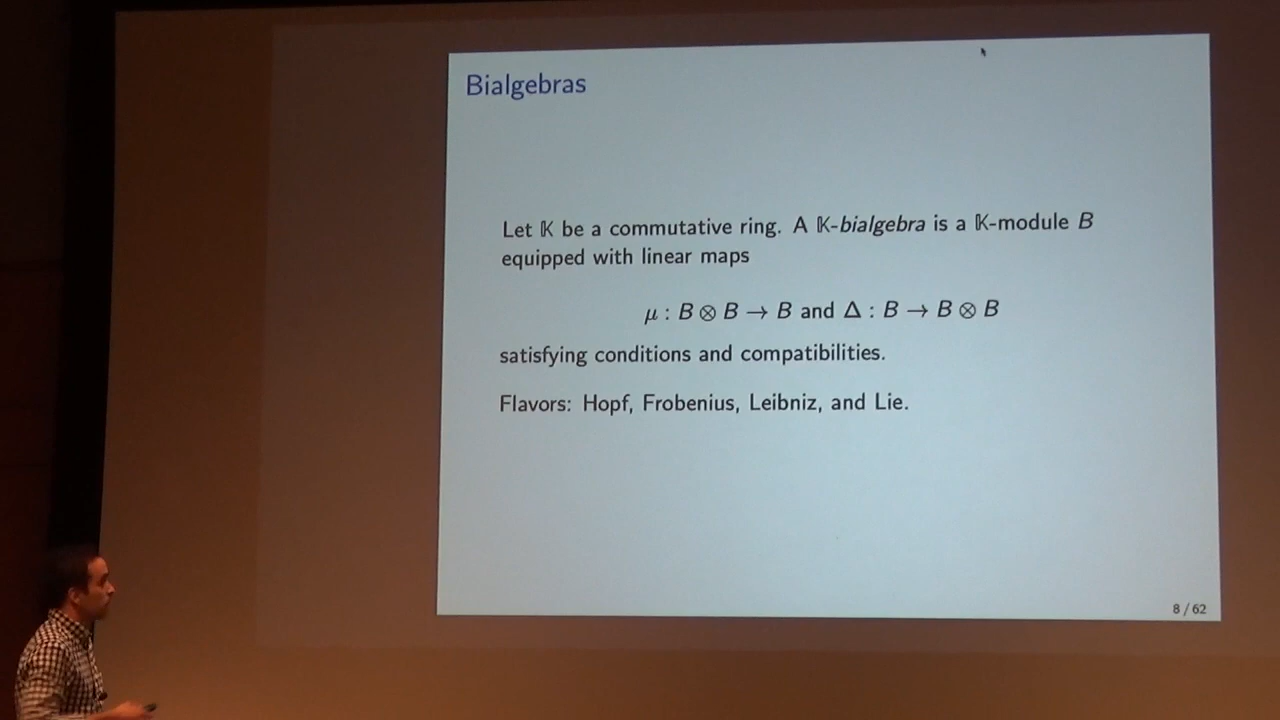 Bialgebras
Let 𝕂 be a commutative ring. A 𝕂-bialgebra is a 𝕂-module B
equipped with linear maps
μ : B ⊗ B → B and Δ : B → B ⊗ B
satisfying conditions and compatibilities.
Flavors: Hopf, Frobenius, Leibniz, and Lie.
8 / 62